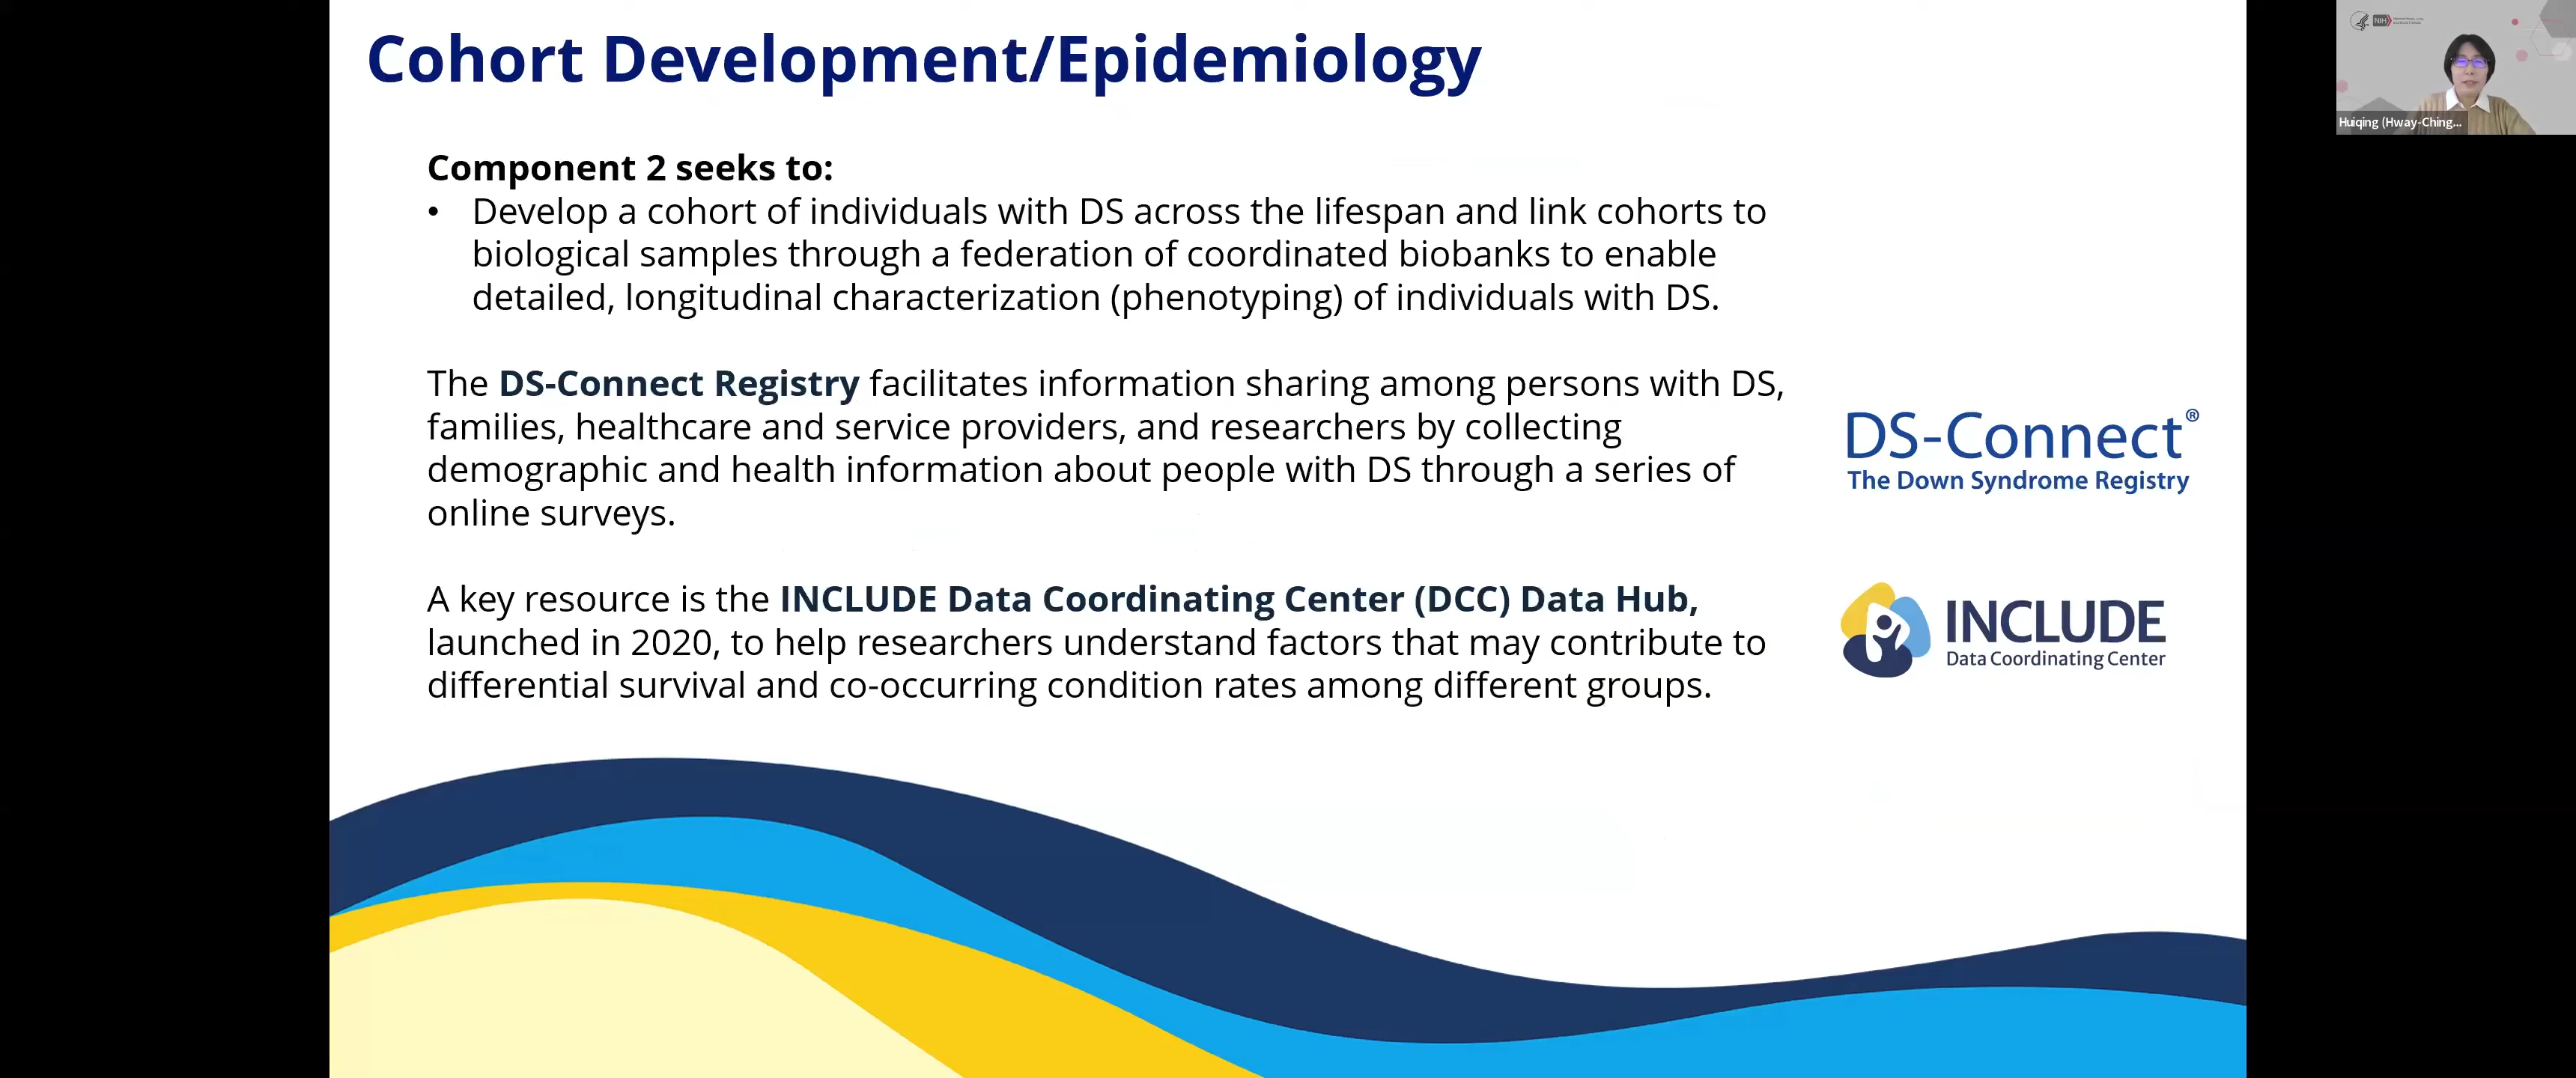 Cohort Development/Epidemiology
Component 2 seeks to:
• Develop a cohort of individuals with DS across the lifespan and link cohorts to
biological samples through a federation of coordinated biobanks to enable
detailed, longitudinal characterization (phenotyping) of individuals with DS.
The DS-Connect Registry facilitates information sharing among persons with DS,
families, healthcare and service providers, and researchers by collecting
demographic and health information about people with DS through a series of
online surveys.
A key resource is the INCLUDE Data Coordinating Center (DCC) Data Hub,
launched in 2020, to help researchers understand factors that may contribute to
differential survival and co-occurring condition rates among different groups.
DS-Connect®
The Down Syndrome Registry
INCLUDE
Data Coordinating Center
NIH
Huiqing (Hway-Ching...